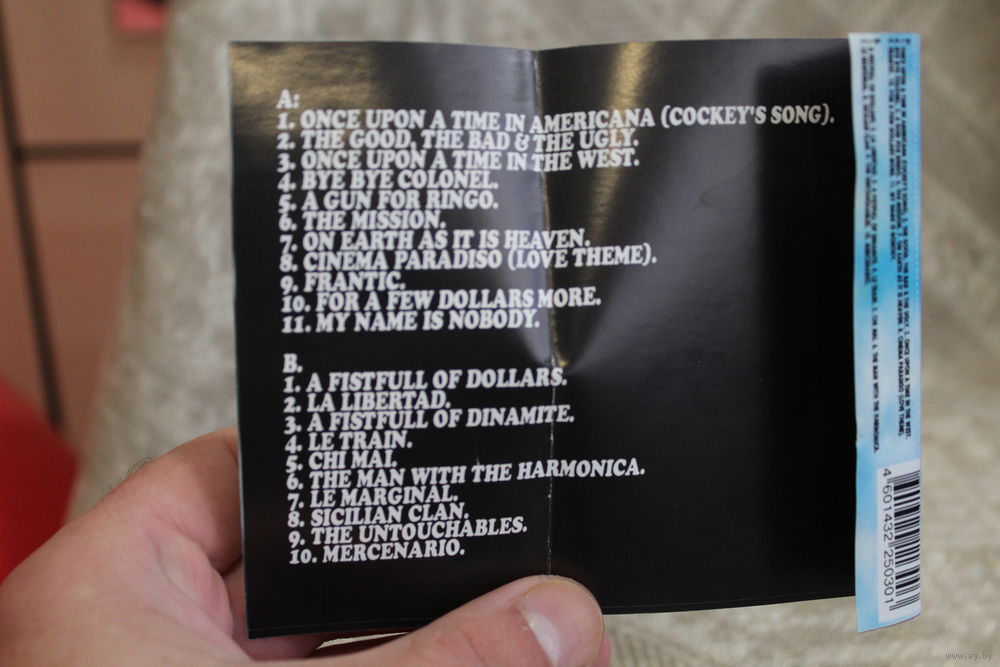 A:
1. ONCE UPON A TIME IN AMERICANA (COCKEY'S SONG).
2. THE GOOD, THE BAD & THE UGLY.
3. ONCE UPON A TIME IN THE WEST.
4. BYE BYE COLONEL.
5. A GUN FOR RINGO.
6. THE MISSION.
7. ON EARTH AS IT IS HEAVEN.
8. CINEMA PARADISO (LOVE THEME).
9. FRANTIC.
10. FOR A FEW DOLLARS MORE.
11. MY NAME IS NOBODY.
B.
1. A FISTFULL OF DOLLARS.
2. LA LIBERTAD.
3. A FISTFULL OF DINAMITE.
4. LE TRAIN.
5. CHI MAI.
6. THE MAN WITH THE HARMONICA.
7. LE MARGINAL.
8. SICILIAN CLAN.
9. THE UNTOUCHABLES.
10. MERCENARIO.
4 601432 250301
www.ay.by